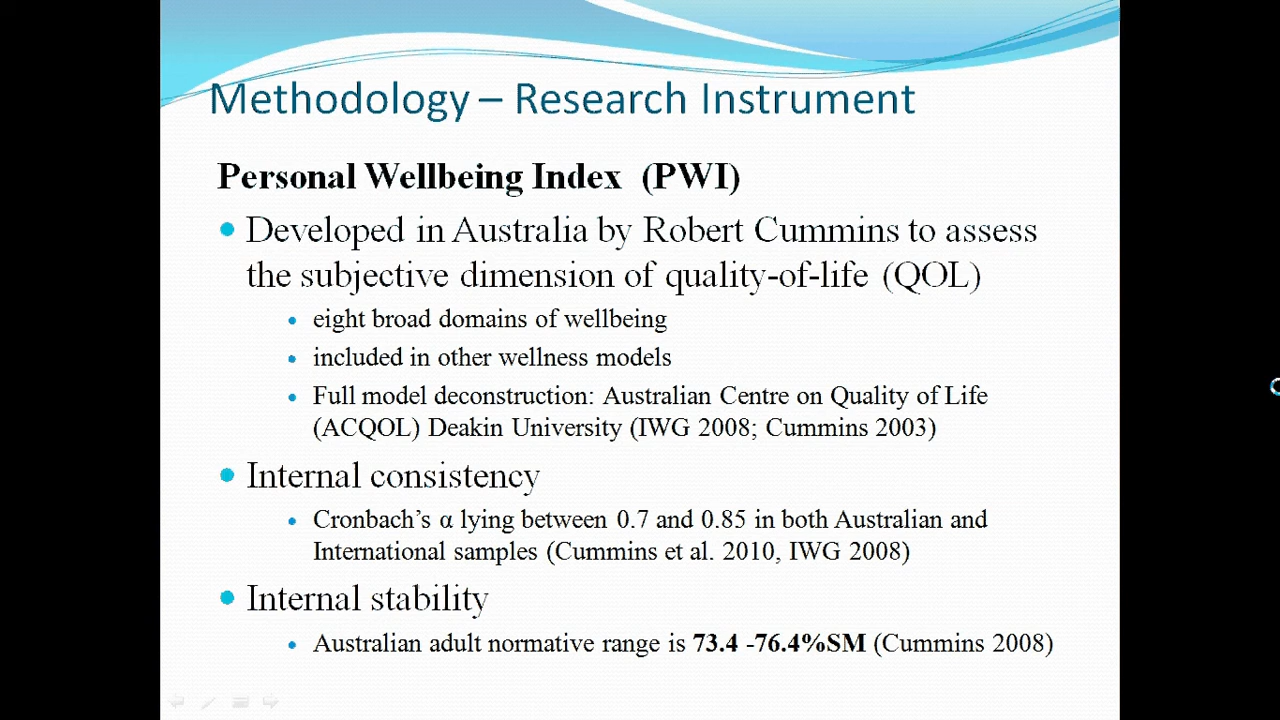 Methodology – Research Instrument
Personal Wellbeing Index (PWI)
Developed in Australia by Robert Cummins to assess
the subjective dimension of quality-of-life (QOL)
eight broad domains of wellbeing
included in other wellness models
Full model deconstruction: Australian Centre on Quality of Life
(ACQOL) Deakin University (IWG 2008; Cummins 2003)
Internal consistency
Cronbach’s α lying between 0.7 and 0.85 in both Australian and
International samples (Cummins et al. 2010, IWG 2008)
Internal stability
Australian adult normative range is 73.4 -76.4%SM (Cummins 2008)